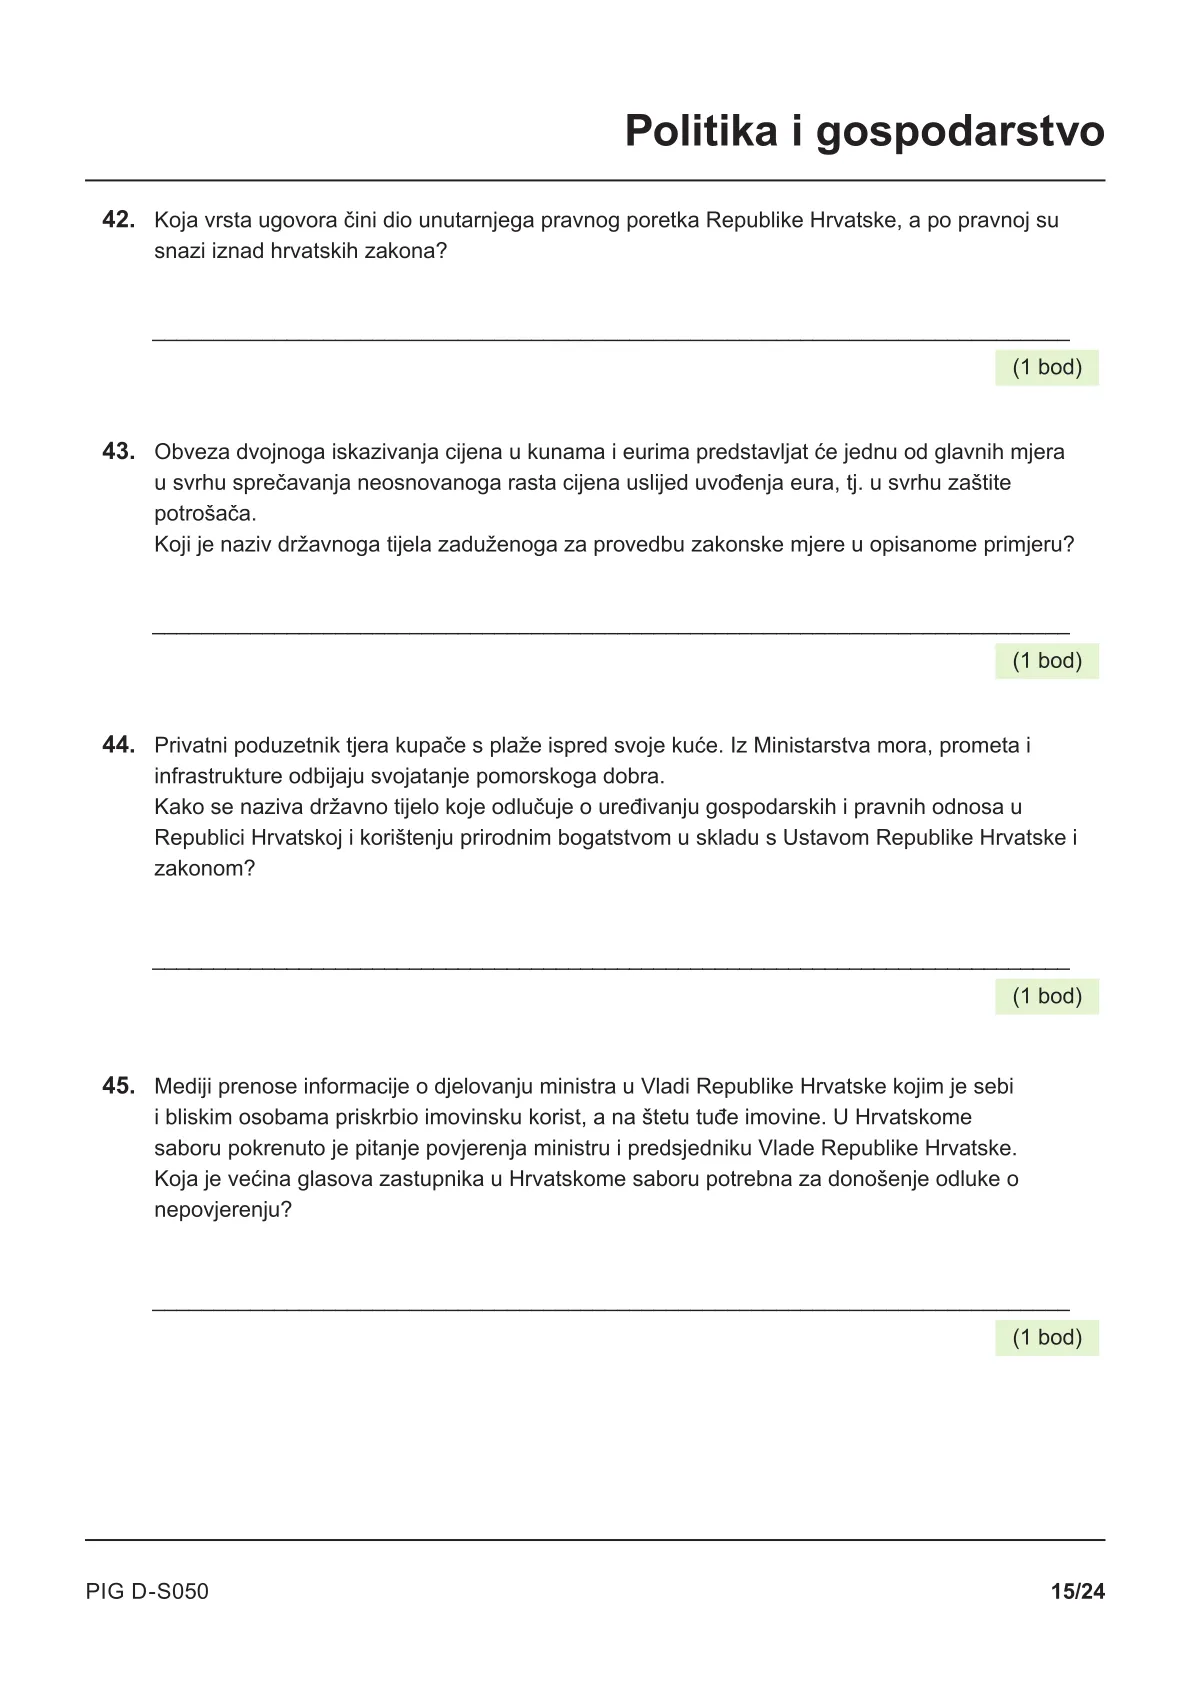 Politika i gospodarstvo
42. Koja vrsta ugovora čini dio unutarnjega pravnog poretka Republike Hrvatske, a po pravnoj su
snazi iznad hrvatskih zakona?
(1 bod)
43. Obveza dvojnoga iskazivanja cijena u kunama i eurima predstavljat će jednu od glavnih mjera
u svrhu sprečavanja neosnovanoga rasta cijena uslijed uvođenja eura, tj. u svrhu zaštite
potrošača.
Koji je naziv državnoga tijela zaduženoga za provedbu zakonske mjere u opisanome primjeru?
(1 bod)
44. Privatni poduzetnik tjera kupače s plaže ispred svoje kuće. Iz Ministarstva mora, prometa i
infrastrukture odbijaju svojatanje pomorskoga dobra.
Kako se naziva državno tijelo koje odlučuje o uređivanju gospodarskih i pravnih odnosa u
Republici Hrvatskoj i korištenju prirodnim bogatstvom u skladu s Ustavom Republike Hrvatske i
zakonom?
(1 bod)
45. Mediji prenose informacije o djelovanju ministra u Vladi Republike Hrvatske kojim je sebi
i bliskim osobama priskrbio imovinsku korist, a na štetu tuđe imovine. U Hrvatskome
saboru pokrenuto je pitanje povjerenja ministru i predsjedniku Vlade Republike Hrvatske.
Koja je većina glasova zastupnika u Hrvatskome saboru potrebna za donošenje odluke o
nepovjerenju?
(1 bod)
PIG D-S050
15/24